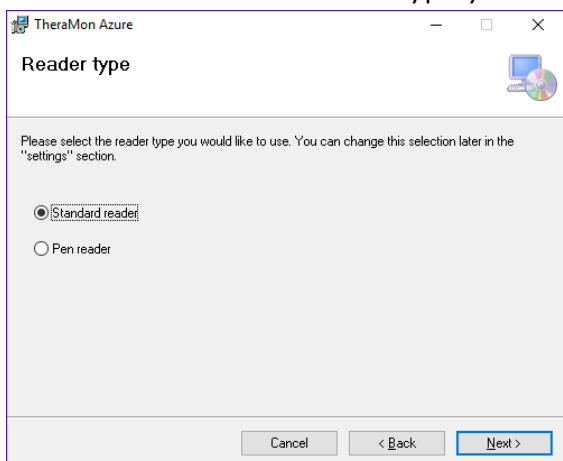 TheraMon Azure
Reader type
Please select the reader type you would like to use. You can change this selection later in the
"settings" section.
Standard reader
Pen reader
Cancel
< Back
Next >